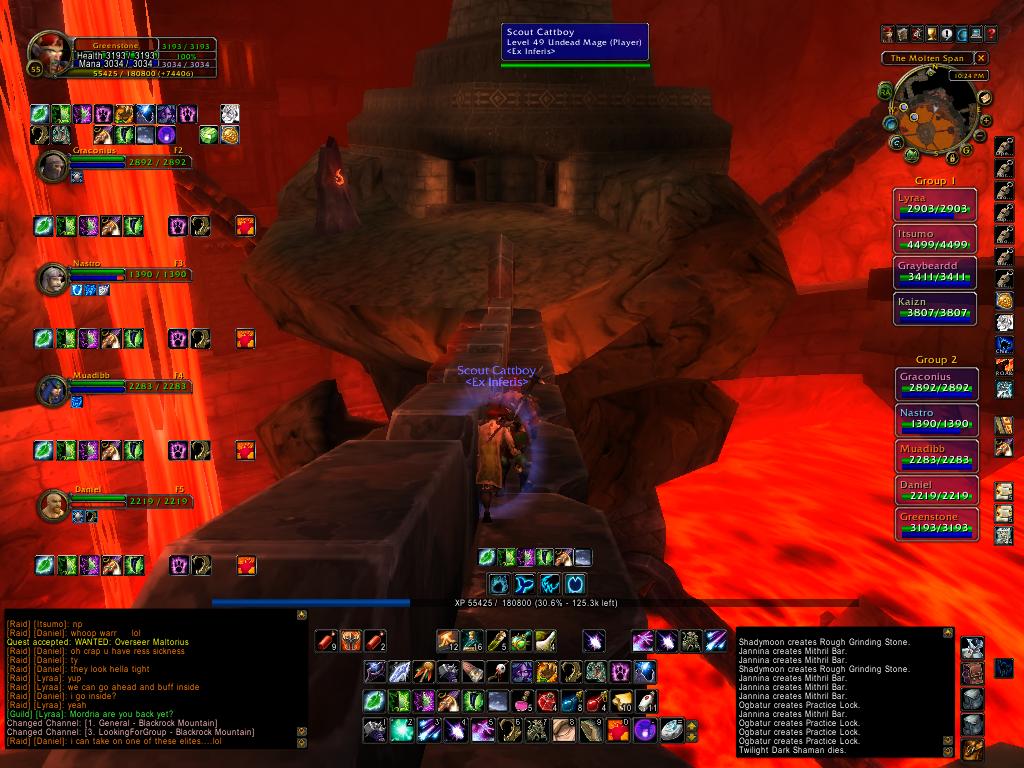 Scout Cattboy
Level 49 Undead Mage (Player)
<Ex Inferis>
Greenstone
3193 / 3193
Health 3193 / 3193
100%
Mana 3034 / 3034
3034 / 3034
55
55425 / 180800 (+74406)
The Molten Span
10:24 PM
Graconius
F2
2892 / 2892
Nastro
F3
1390 / 1390
Muadibb
F4
2283 / 2283
Daniel
F5
2219 / 2219
Group 1
Lyraa
2903/2903
Itsumo
4499/4499
Graybeardd
3411/3411
Kaizn
3807/3807
Group 2
Graconius
2892/2892
Nastro
1390/1390
Muadibb
2283/2283
Daniel
2219/2219
Greenstone
3193/3193
Scout Cattboy
<Ex Inferis>
XP 55425 / 180800 (30.6% - 125.3k left)
[Raid] [Itsumo]: np
[Raid] [Daniel]: whoop warr lol
Quest accepted: WANTED: Overseer Maltorius
[Raid] [Daniel]: oh crap u have ress sickness
[Raid] [Daniel]: ty
[Raid] [Daniel]: they look hella tight
[Raid] [Lyraa]: yup
[Raid] [Lyraa]: we can go ahead and buff inside
[Raid] [Daniel]: i go inside?
[Raid] [Lyraa]: yeah
[Guild] [Lyraa]: Mordria are you back yet?
Changed Channel: [1. General - Blackrock Mountain]
Changed Channel: [3. LookingForGroup - Blackrock Mountain]
[Raid] [Daniel]: i can take on one of these elites....lol
Shadymoon creates Rough Grinding Stone.
Jannina creates Mithril Bar.
Jannina creates Mithril Bar.
Shadymoon creates Rough Grinding Stone.
Jannina creates Mithril Bar.
Jannina creates Mithril Bar.
Jannina creates Mithril Bar.
Ogbatur creates Practice Lock.
Jannina creates Mithril Bar.
Ogbatur creates Practice Lock.
Ogbatur creates Practice Lock.
Ogbatur creates Practice Lock.
Twilight Dark Shaman dies.